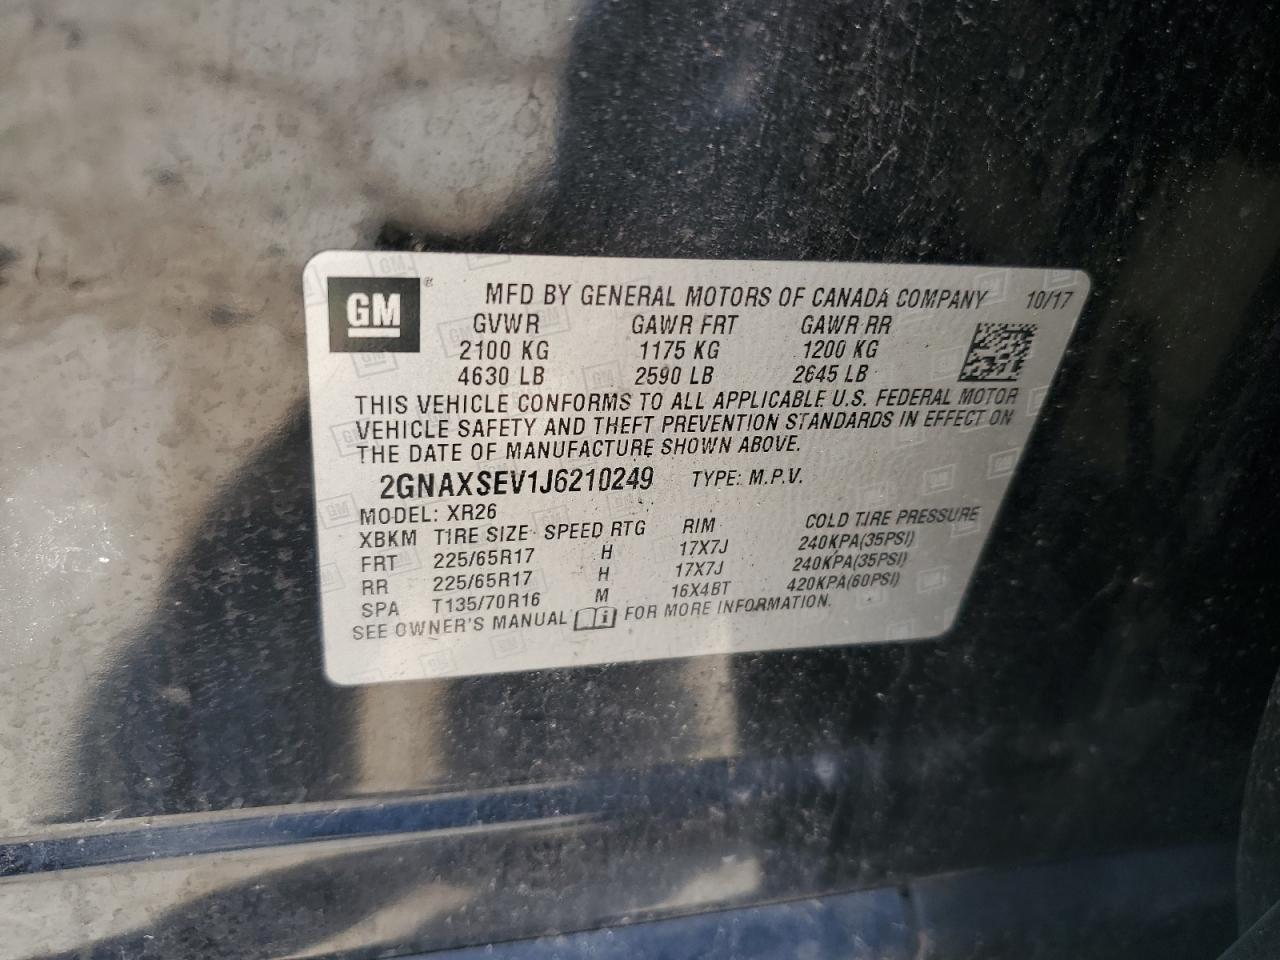 GM ®
MFD BY GENERAL MOTORS OF CANADA COMPANY 10/17
GVWR GAWR FRT GAWR RR
2100 KG 1175 KG 1200 KG
4630 LB 2590 LB 2645 LB
THIS VEHICLE CONFORMS TO ALL APPLICABLE U.S. FEDERAL MOTOR
VEHICLE SAFETY AND THEFT PREVENTION STANDARDS IN EFFECT ON
THE DATE OF MANUFACTURE SHOWN ABOVE.
2GNAXSEV1J6210249 TYPE: M.P.V.
MODEL: XR26
XBKM TIRE SIZE SPEED RTG RIM COLD TIRE PRESSURE
FRT 225/65R17 H 17X7J 240KPA(35PSI)
RR 225/65R17 H 17X7J 240KPA(35PSI)
SPA T135/70R16 M 16X4BT 420KPA(60PSI)
SEE OWNER'S MANUAL FOR MORE INFORMATION.